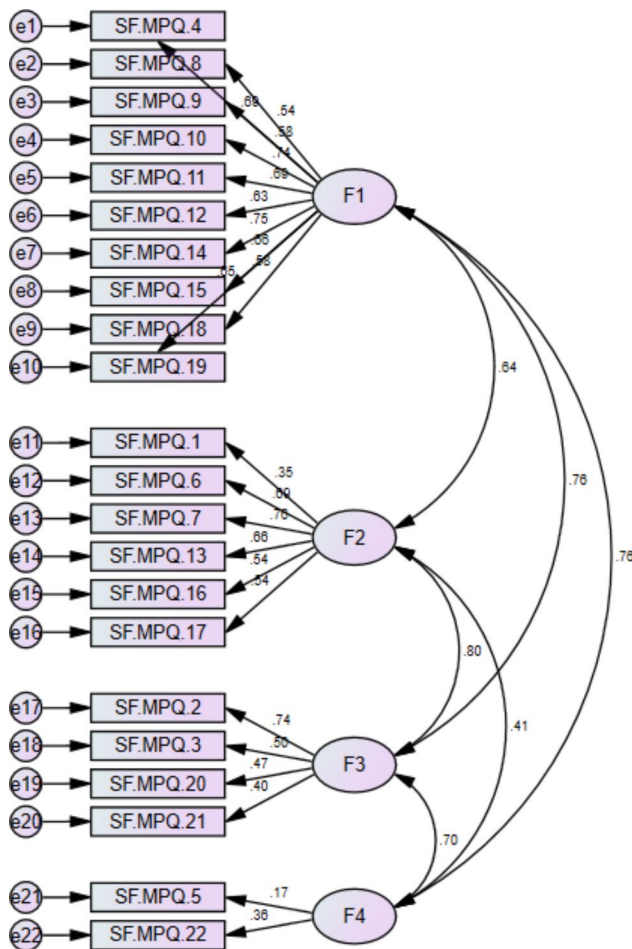 e1 SF.MPQ.4
e2 SF.MPQ.8
e3 SF.MPQ.9 .69 .54
e4 SF.MPQ.10 .58
.74
e5 SF.MPQ.11 .69
F1
e6 SF.MPQ.12 .63
e7 SF.MPQ.14 .75
.66
e8 SF.MPQ.15 .65 .58
e9 SF.MPQ.18
e10 SF.MPQ.19
.64
e11 SF.MPQ.1
e12 SF.MPQ.6 .35
.76
e13 SF.MPQ.7
F2
e14 SF.MPQ.13 .66
.76
e15 SF.MPQ.16 .54
e16 SF.MPQ.17 .54
.80
e17 SF.MPQ.2
.74
.41
e18 SF.MPQ.3
F3
e19 SF.MPQ.20 .47
e20 SF.MPQ.21 .40
.70
e21 SF.MPQ.5 .17
F4
e22 SF.MPQ.22 .36